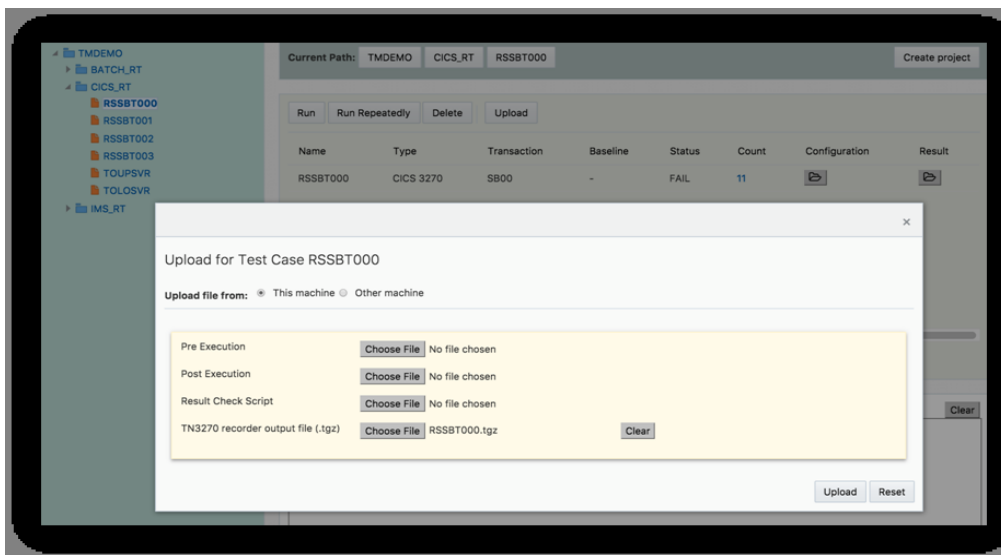 TMDEMO
BATCH_RT
CICS_RT
RSSBT000
RSSBT001
RSSBT002
RSSBT003
TOUPSVR
TOLOSVR
IMS_RT
Current Path: TMDEMO CICS_RT RSSBT000 Create project
Run Run Repeatedly Delete Upload
Name Type Transaction Baseline Status Count Configuration Result
RSSBT000 CICS 3270 SB00 - FAIL 11
×
Upload for Test Case RSSBT000
Upload file from: This machine Other machine
Pre Execution Choose File No file chosen
Post Execution Choose File No file chosen
Result Check Script Choose File No file chosen
TN3270 recorder output file (.tgz) Choose File RSSBT000.tgz Clear
Upload Reset
Clear